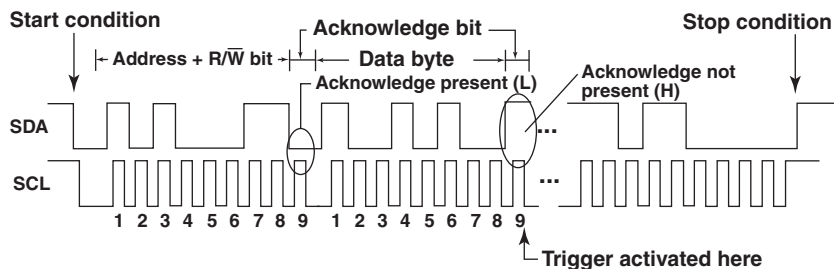 Start condition
Acknowledge bit
Stop condition
Address + R/W̅ bit
Data byte
Acknowledge present (L)
Acknowledge not
present (H)
SDA
...
SCL
...
1 2 3 4 5 6 7 8 9 1 2 3 4 5 6 7 8 9
Trigger activated here